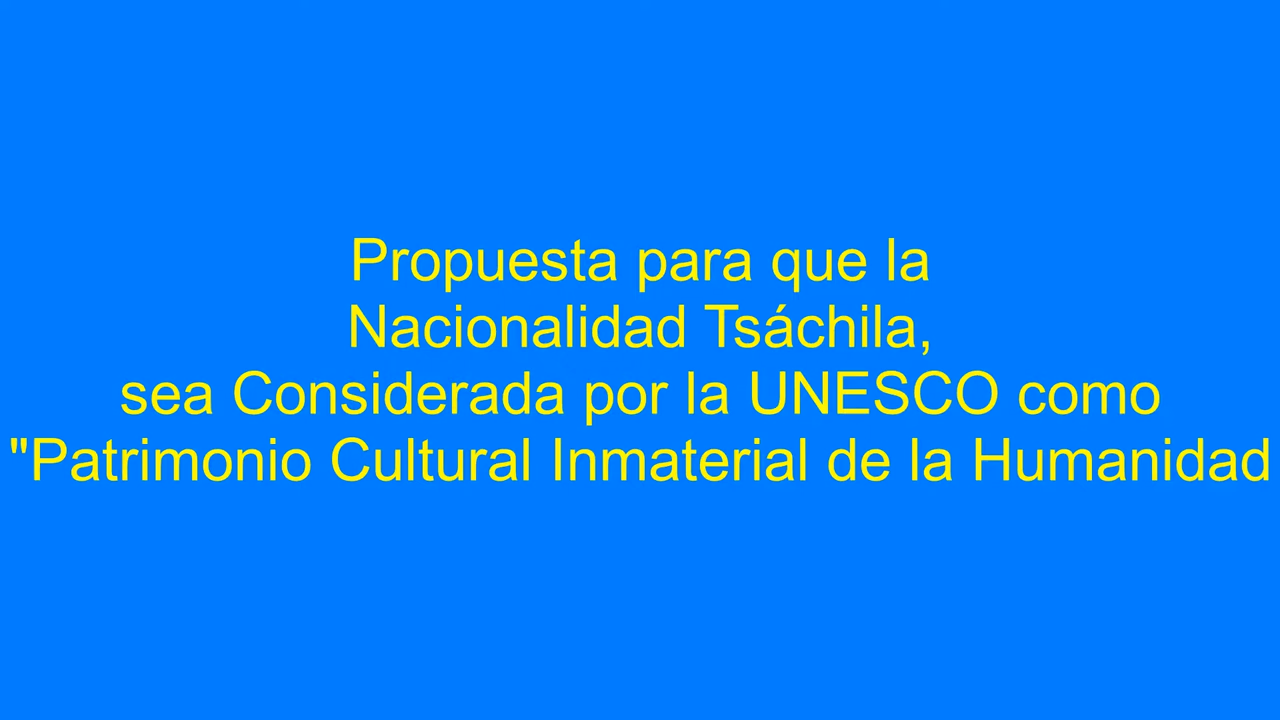 Propuesta para que la
Nacionalidad Tsáchila,
sea Considerada por la UNESCO como
"Patrimonio Cultural Inmaterial de la Humanidad